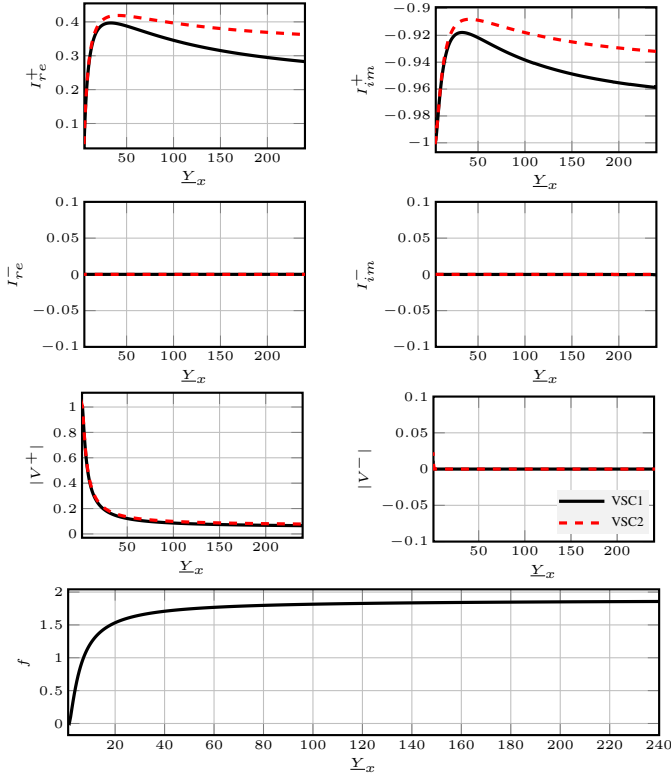 0.4
0.3
0.2
0.1
I^+_{re}
50 100 150 200
Y_x
−0.9
−0.92
−0.94
−0.96
−0.98
−1
I^+_{im}
50 100 150 200
Y_x
0.1
0.05
0
−0.05
−0.1
I^-_{re}
50 100 150 200
Y_x
0.1
0.05
0
−0.05
−0.1
I^-_{im}
50 100 150 200
Y_x
1
0.8
0.6
0.4
0.2
0
|V^+|
50 100 150 200
Y_x
0.1
0.05
0
−0.05
−0.1
|V^-|
VSC1
VSC2
50 100 150 200
Y_x
2
1.5
1
0.5
0
f
20 40 60 80 100 120 140 160 180 200 220 240
Y_x